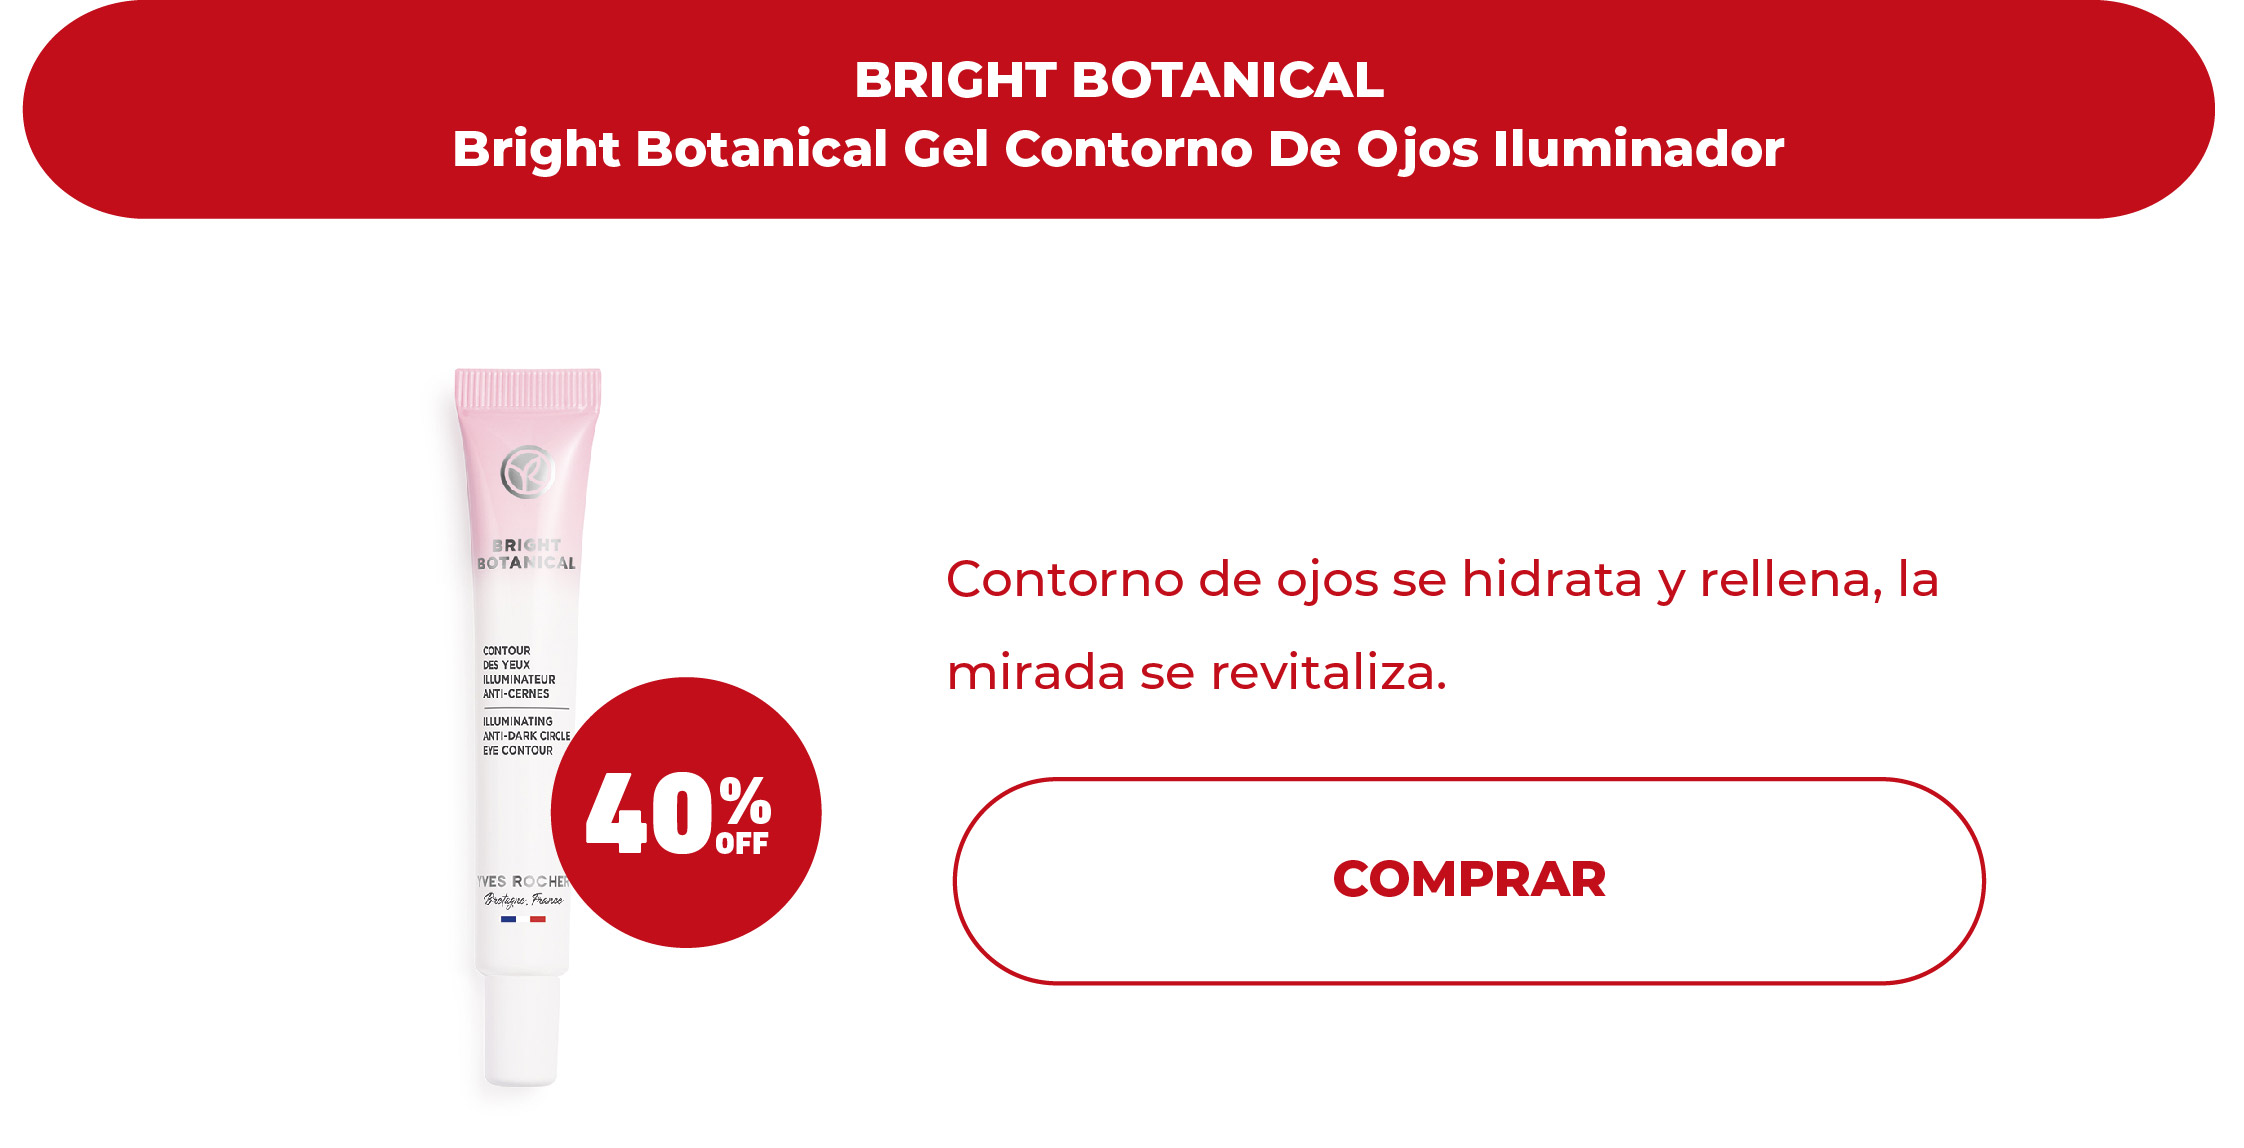 BRIGHT BOTANICAL
Bright Botanical Gel Contorno De Ojos Iluminador
BRIGHT
BOTANICAL
CONTOUR
DES YEUX
ILLUMINATEUR
ANTI-CERNES
ILLUMINATING
ANTI-DARK CIRCLE
EYE CONTOUR
40%
OFF
YVES ROCHER
Bretagne, France
Contorno de ojos se hidrata y rellena, la
mirada se revitaliza.
COMPRAR